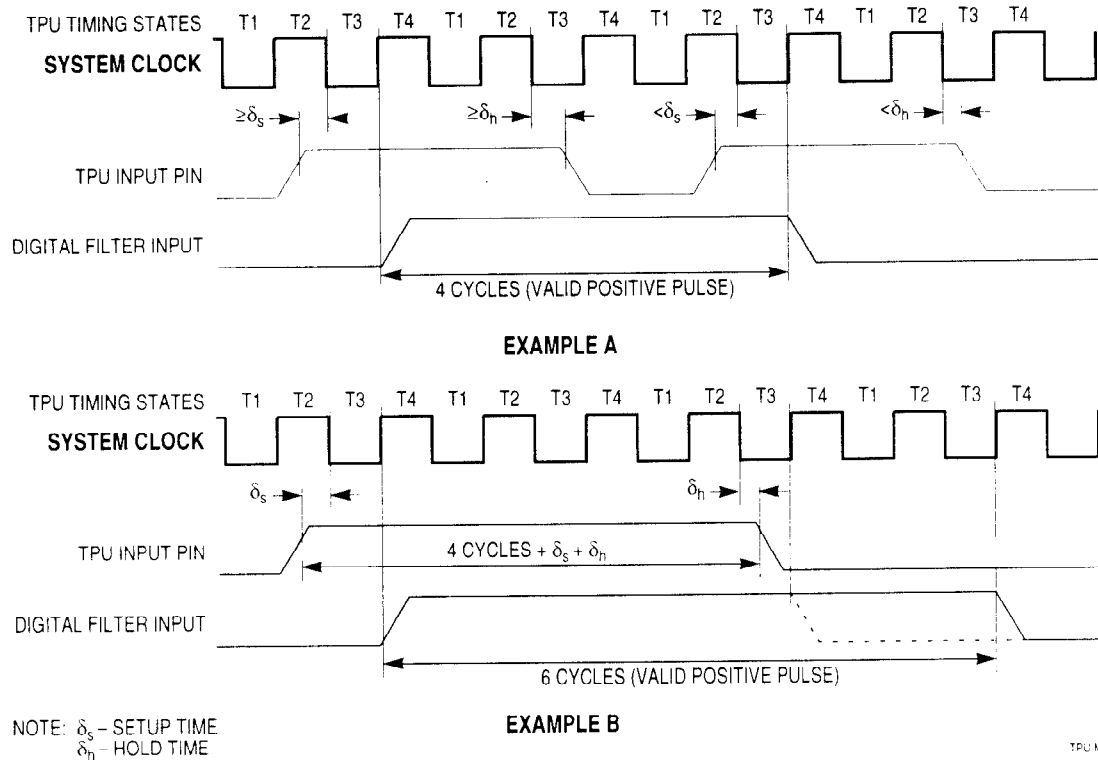 TPU TIMING STATES T1 T2 T3 T4 T1 T2 T3 T4 T1 T2 T3 T4 T1 T2 T3 T4
SYSTEM CLOCK
≥δs ≥δh <δs <δh
TPU INPUT PIN
DIGITAL FILTER INPUT
4 CYCLES (VALID POSITIVE PULSE)
EXAMPLE A
TPU TIMING STATES T1 T2 T3 T4 T1 T2 T3 T4 T1 T2 T3 T4 T1 T2 T3 T4
SYSTEM CLOCK
δs δh
TPU INPUT PIN
4 CYCLES + δs + δh
DIGITAL FILTER INPUT
6 CYCLES (VALID POSITIVE PULSE)
NOTE: δs – SETUP TIME
δh – HOLD TIME
EXAMPLE B
TPU